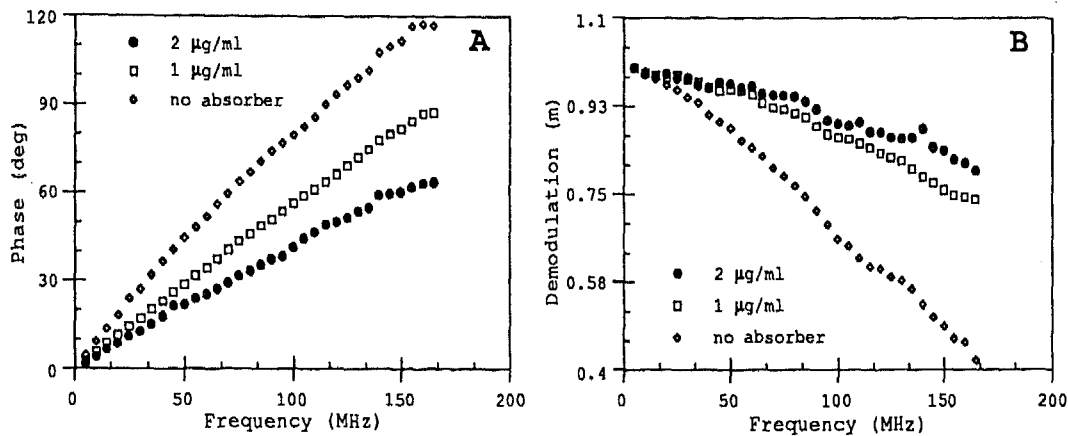 A
120
90
60
30
0
Phase (deg)
2 µg/ml
1 µg/ml
no absorber
0
50
100
150
200
Frequency (MHz)
B
1.1
0.93
0.75
0.58
0.4
Demodulation (m)
2 µg/ml
1 µg/ml
no absorber
0
50
100
150
200
Frequency (MHz)